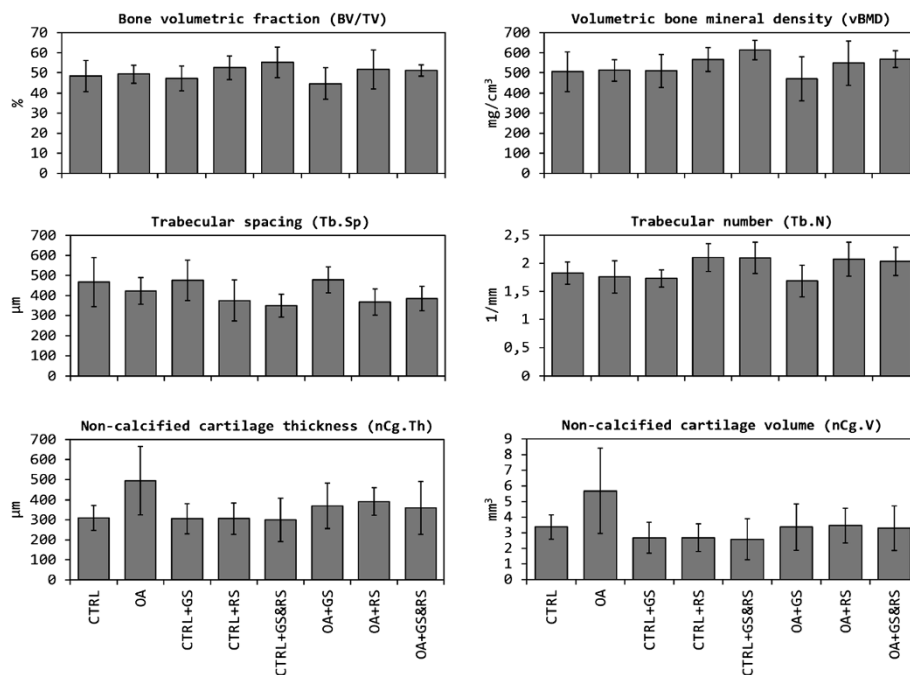 Bone volumetric fraction (BV/TV)
70
60
50
40
30
20
10
0
%
Volumetric bone mineral density (vBMD)
700
600
500
400
300
200
100
0
mg/cm³
Trabecular spacing (Tb.Sp)
700
600
500
400
300
200
100
0
μm
Trabecular number (Tb.N)
2,5
2
1,5
1
0,5
0
1/mm
Non-calcified cartilage thickness (nCg.Th)
700
600
500
400
300
200
100
0
μm
CTRL
OA
CTRL+GS
CTRL+RS
CTRL+GS&RS
OA+GS
OA+RS
OA+GS&RS
Non-calcified cartilage volume (nCg.V)
9
8
7
6
5
4
3
2
1
0
mm³
CTRL
OA
CTRL+GS
CTRL+RS
CTRL+GS&RS
OA+GS
OA+RS
OA+GS&RS